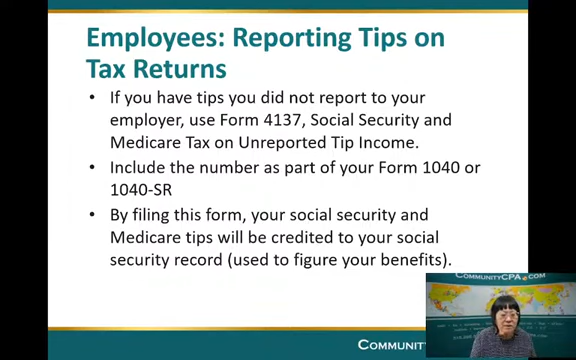 Employees: Reporting Tips on
Tax Returns
• If you have tips you did not report to your
employer, use Form 4137, Social Security and
Medicare Tax on Unreported Tip Income.
• Include the number as part of your Form 1040 or
1040-SR
• By filing this form, your social security and
Medicare tips will be credited to your social
security record (used to figure your benefits).
COMMUNITYCPA.COM
COMMUNIT